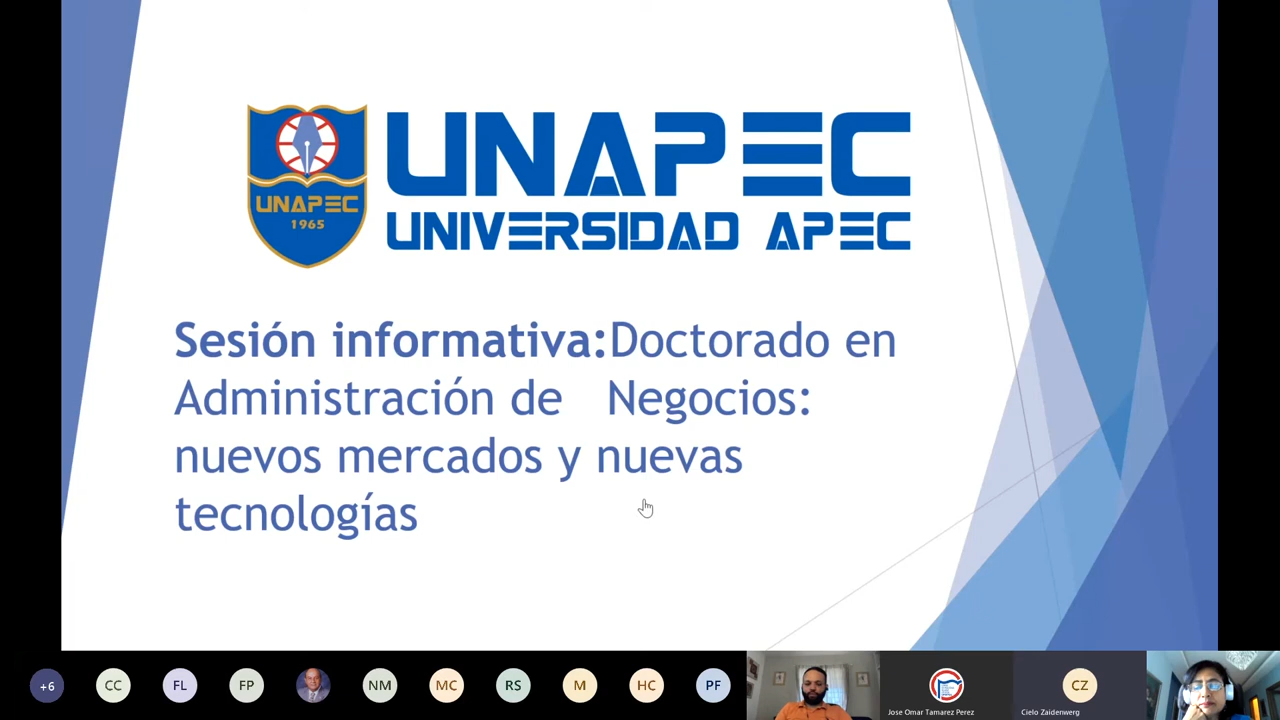 UNAPEC
1965
UNAPEC
UNIVERSIDAD APEC
Sesión informativa:Doctorado en
Administración de Negocios:
nuevos mercados y nuevas
tecnologías
+6
CC
FL
FP
NM
MC
RS
M
HC
PF
Jose Omar Tamarez Perez
CZ
Cielo Zaidenwerg